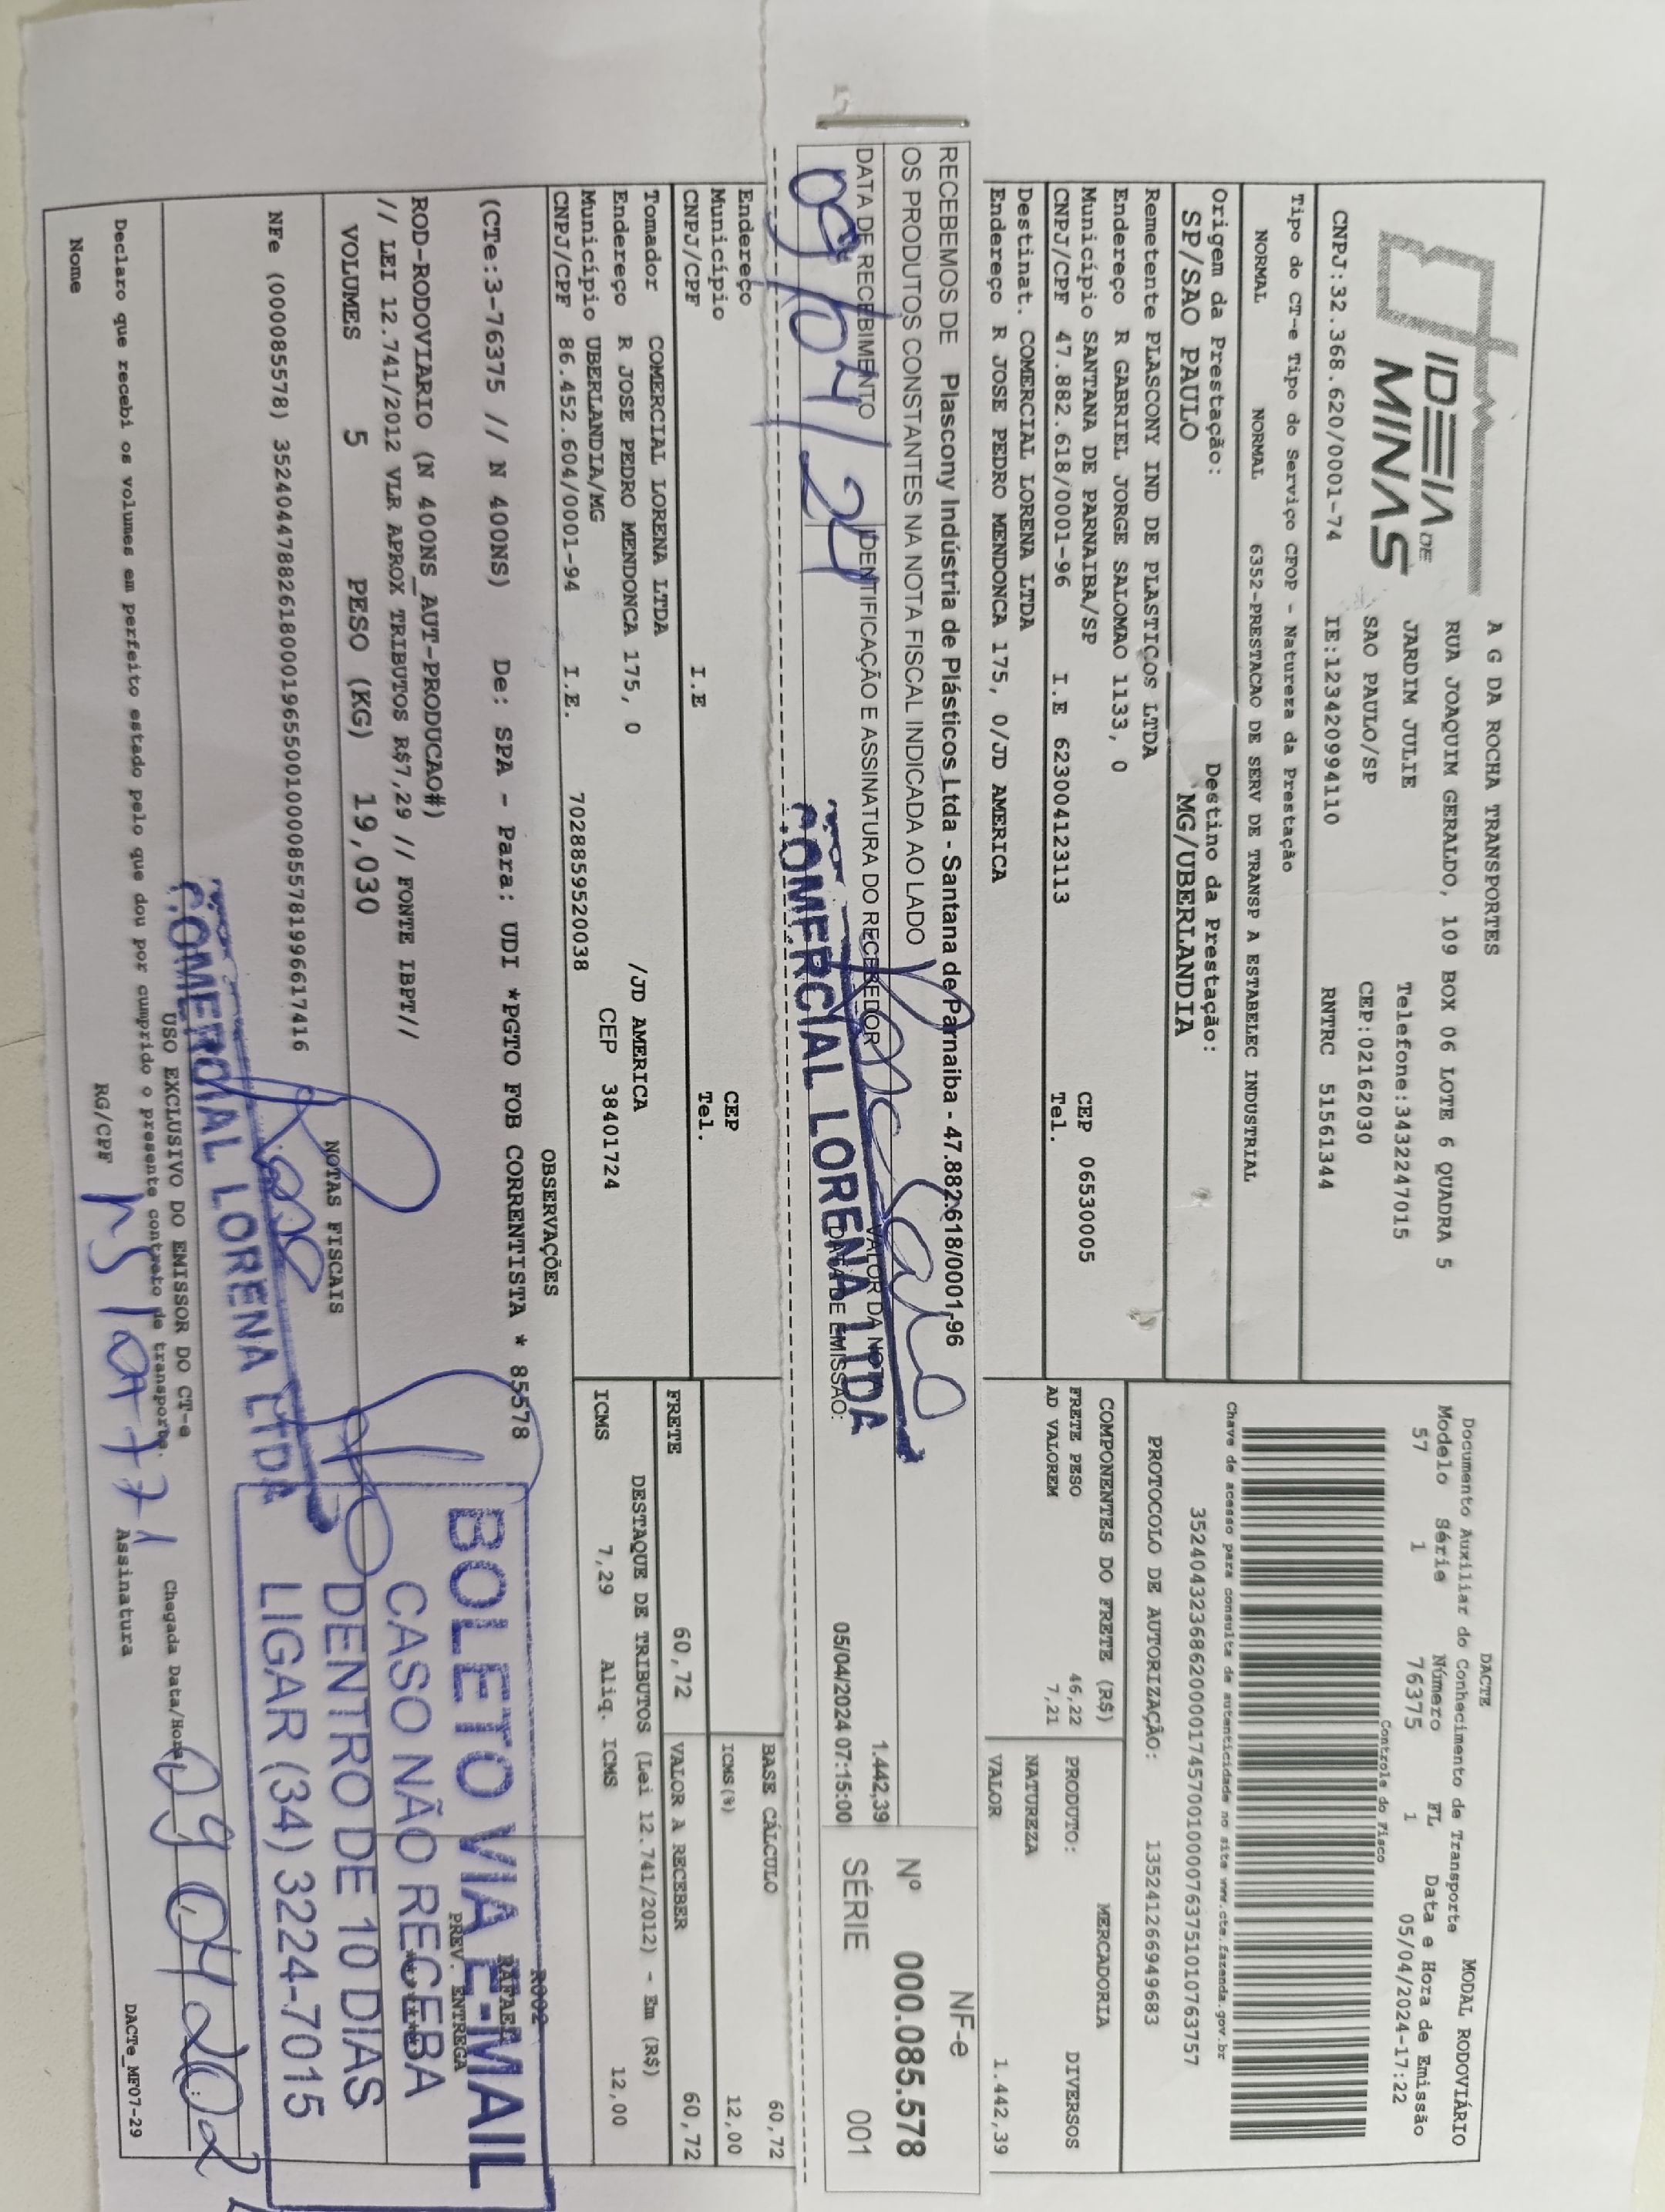 IDEIA DE
MINAS
A G DA ROCHA TRANSPORTES
RUA JOAQUIM GERALDO, 109 BOX 06 LOTE 6 QUADRA 5
JARDIM JULIE Telefone:3432247015
SAO PAULO/SP CEP:02162030
CNPJ:32.368.620/0001-74 IE:123420994110 RNTRC 51561344
Tipo do CT-e Tipo do Serviço CFOP - Natureza da Prestação
NORMAL NORMAL 6352-PRESTACAO DE SERV DE TRANSP A ESTABELEC INDUSTRIAL
Origem da Prestação: Destino da Prestação:
SP/SAO PAULO MG/UBERLANDIA
DACTE MODAL RODOVIÁRIO
Documento Auxiliar do Conhecimento de Transporte
Modelo Série Número FL Data e Hora de Emissão
57 1 76375 1 05/04/2024-17:22
Controle do Fisco
Chave de acesso para consulta de autenticidade no site www.cte.fazenda.gov.br
35240432368620000174570010000763751010763757
PROTOCOLO DE AUTORIZAÇÃO: 135241266949683
Remetente PLASCONY IND DE PLASTICOS LTDA
Endereço R GABRIEL JORGE SALOMAO 1133, 0
Município SANTANA DE PARNAIBA/SP CEP 06530005
CNPJ/CPF 47.882.618/0001-96 I.E 623004123113 Tel.
Destinat. COMERCIAL LORENA LTDA
Endereço R JOSE PEDRO MENDONCA 175, 0/JD AMERICA
COMPONENTES DO FRETE (R$) MERCADORIA
FRETE PESO 46,22 PRODUTO: DIVERSOS
AD VALOREM 7,21 NATUREZA
VALOR 1.442,39
RECEBEMOS DE Plascony Indústria de Plásticos Ltda - Santana de Parnaiba - 47.882.618/0001-96
OS PRODUTOS CONSTANTES NA NOTA FISCAL INDICADA AO LADO
DATA DE RECEBIMENTO IDENTIFICAÇÃO E ASSINATURA DO RECEBEDOR VALOR DA NOTA 1.442,39
DATA DE EMISSÃO: 05/04/2024 07:15:00
09/04/24
COMERCIAL LORENA LTDA
NF-e
Nº 000.085.578
SÉRIE 001
Endereço
Município CEP
CNPJ/CPF I.E Tel.
Tomador COMERCIAL LORENA LTDA
Endereço R JOSE PEDRO MENDONCA 175, 0 /JD AMERICA
Município UBERLANDIA/MG CEP 38401724
CNPJ/CPF 86.452.604/0001-94 I.E. 7028859520038
BASE CÁLCULO 60,72
ICMS(%) 12,00
FRETE 60,72 VALOR A RECEBER 60,72
DESTAQUE DE TRIBUTOS (Lei 12.741/2012) - Em (R$)
ICMS 7,29 Aliq. ICMS 12,00
OBSERVAÇÕES
(CTe:3-76375 // N 400NS) De: SPA - Para: UDI *PGTO FOB CORRENTISTA * 85578
ROD-RODOVIARIO (N 400NS_AUT-PRODUCAO#)
// LEI 12.741/2012 VLR APROX TRIBUTOS R$7,29 // FONTE IBPT//
R002
RAFAEL
PREV. ENTREGA
VOLUMES 5 PESO (KG) 19,030
NOTAS FISCAIS
NFe (000085578) 35240447882618000196550010000855781996617416
BOLETO VIA E-MAIL
CASO NÃO RECEBA
DENTRO DE 10 DIAS
LIGAR (34) 3224-7015
COMERCIAL LORENA LTDA
USO EXCLUSIVO DO EMISSOR DO CT-e
Declaro que recebi os volumes em perfeito estado pelo que dou por cumprido o presente contrato de transporte.
Chegada Data/Hora
Nome RG/CPF Assinatura
DACTe_MF07-29